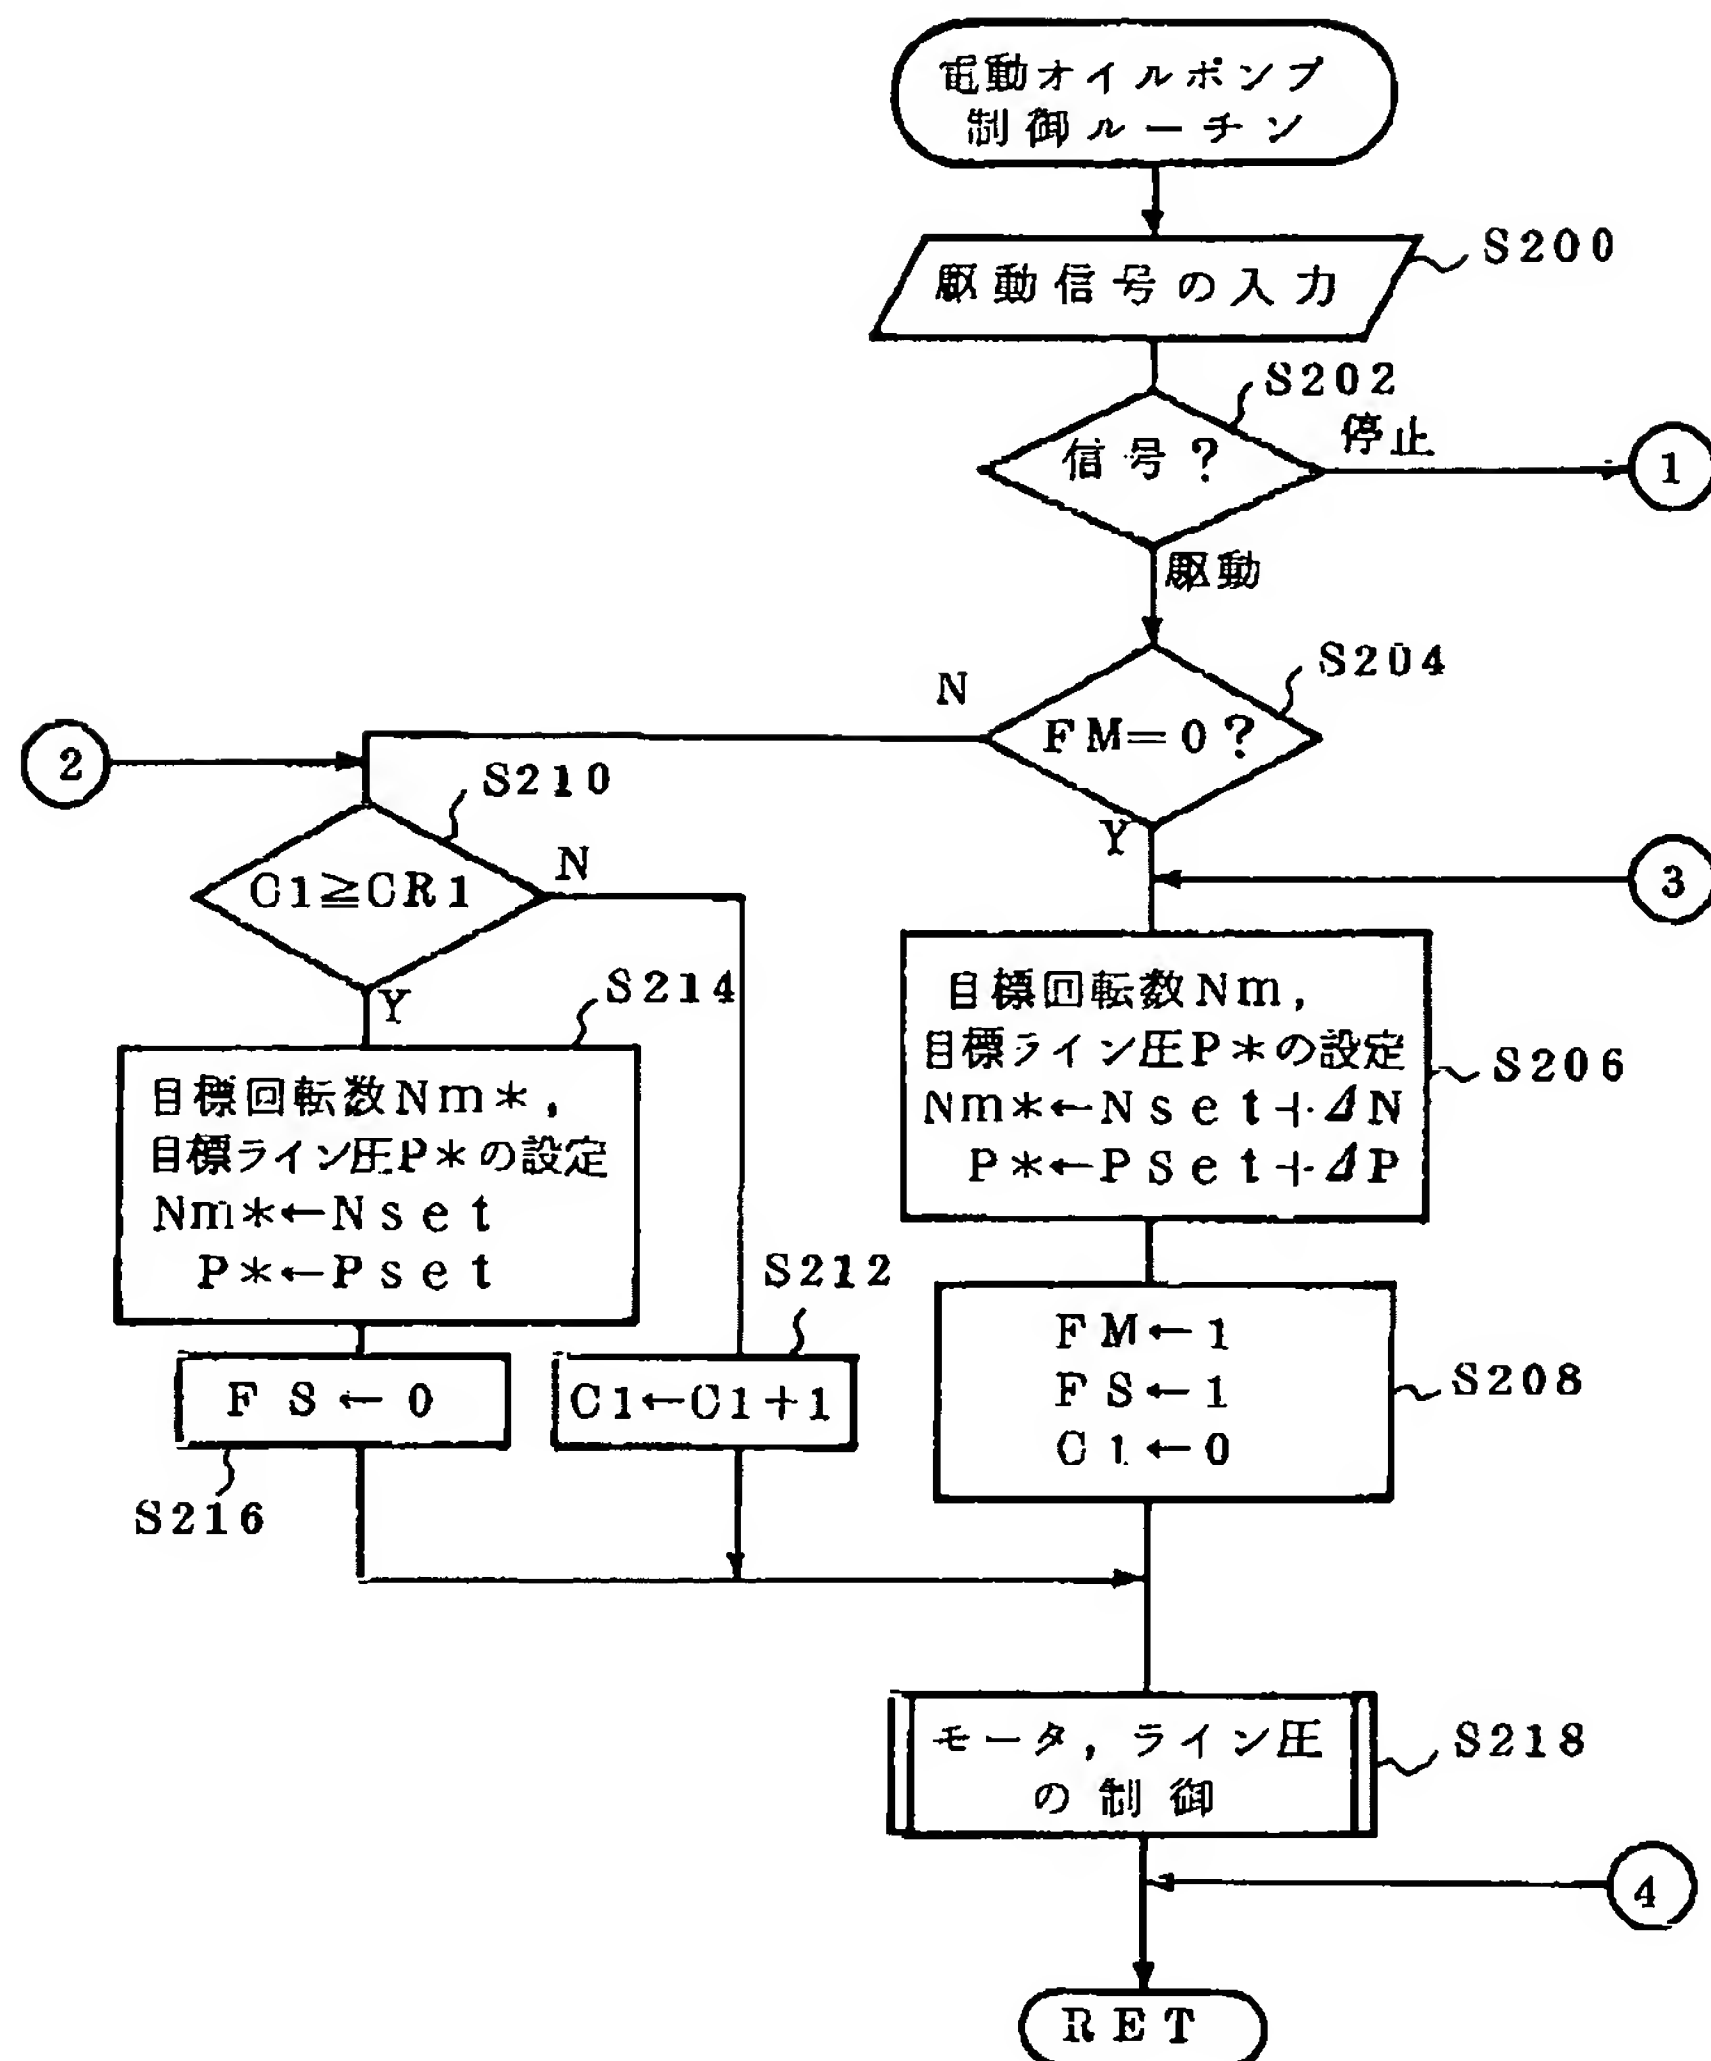 電動オイルポンプ
制御ルーチン
駆動信号の入力
S200
S202
信号?
停止
1
駆動
S204
N
FM=0?
2
S210
Y
3
C1≧CR1
N
Y
S214
目標回転数Nm,
目標ライン圧P*の設定
Nm*←Nset+ΔN
P*←PSet+ΔP
S206
目標回転数Nm*,
目標ライン圧P*の設定
Nm*←Nset
P*←Pset
S212
FM←1
FS←1
C1←0
S208
FS←0
C1←C1+1
S216
モータ,ライン圧
の制御
S218
4
RET